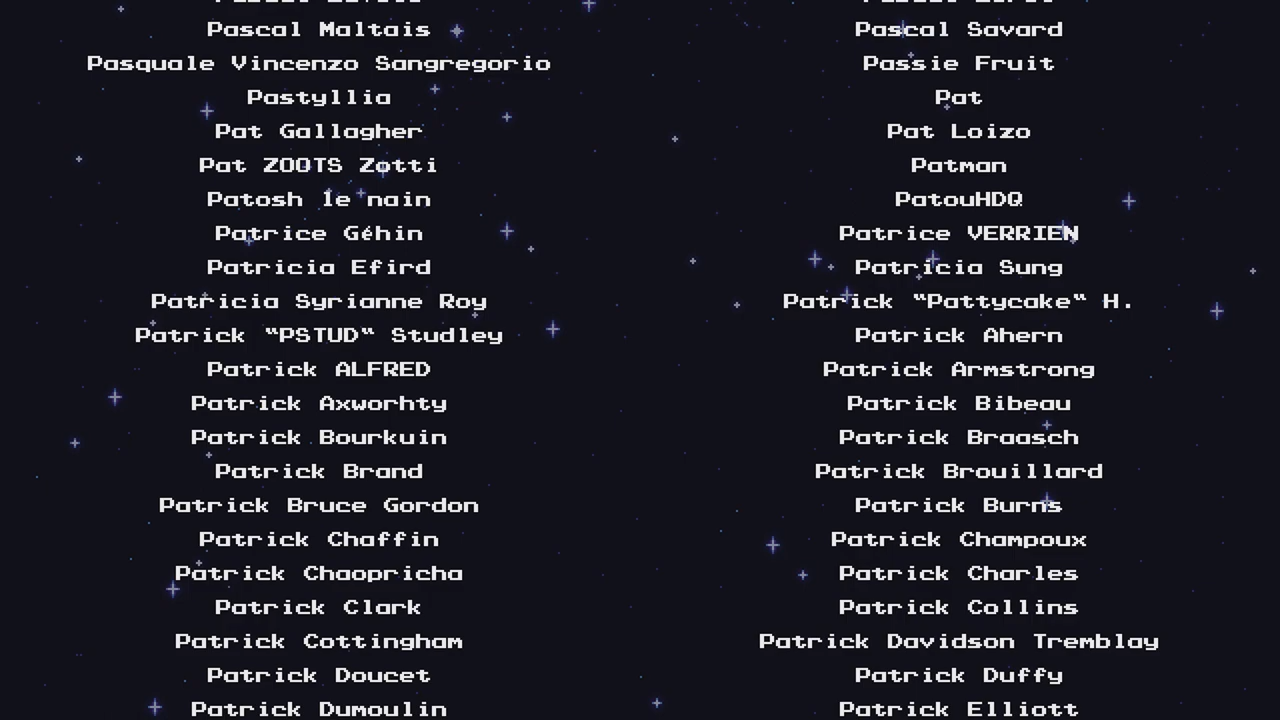 Pascal Maltais
Pascal Savard
Pasquale Vincenzo Sangregorio
Passie Fruit
Pastyllia
Pat
Pat Gallagher
Pat Loizo
Pat ZOOTS Zotti
Patman
Patosh le nain
PatouHDQ
Patrice Géhin
Patrice VERRIEN
Patricia Efird
Patricia Sung
Patricia Syrianne Roy
Patrick "Pattycake" H.
Patrick "PSTUD" Studley
Patrick Ahern
Patrick ALFRED
Patrick Armstrong
Patrick Axworhty
Patrick Bibeau
Patrick Bourkuin
Patrick Braasch
Patrick Brand
Patrick Brouillard
Patrick Bruce Gordon
Patrick Burns
Patrick Chaffin
Patrick Champoux
Patrick Chaopricha
Patrick Charles
Patrick Clark
Patrick Collins
Patrick Cottingham
Patrick Davidson Tremblay
Patrick Doucet
Patrick Duffy
Patrick Dumoulin
Patrick Elliott